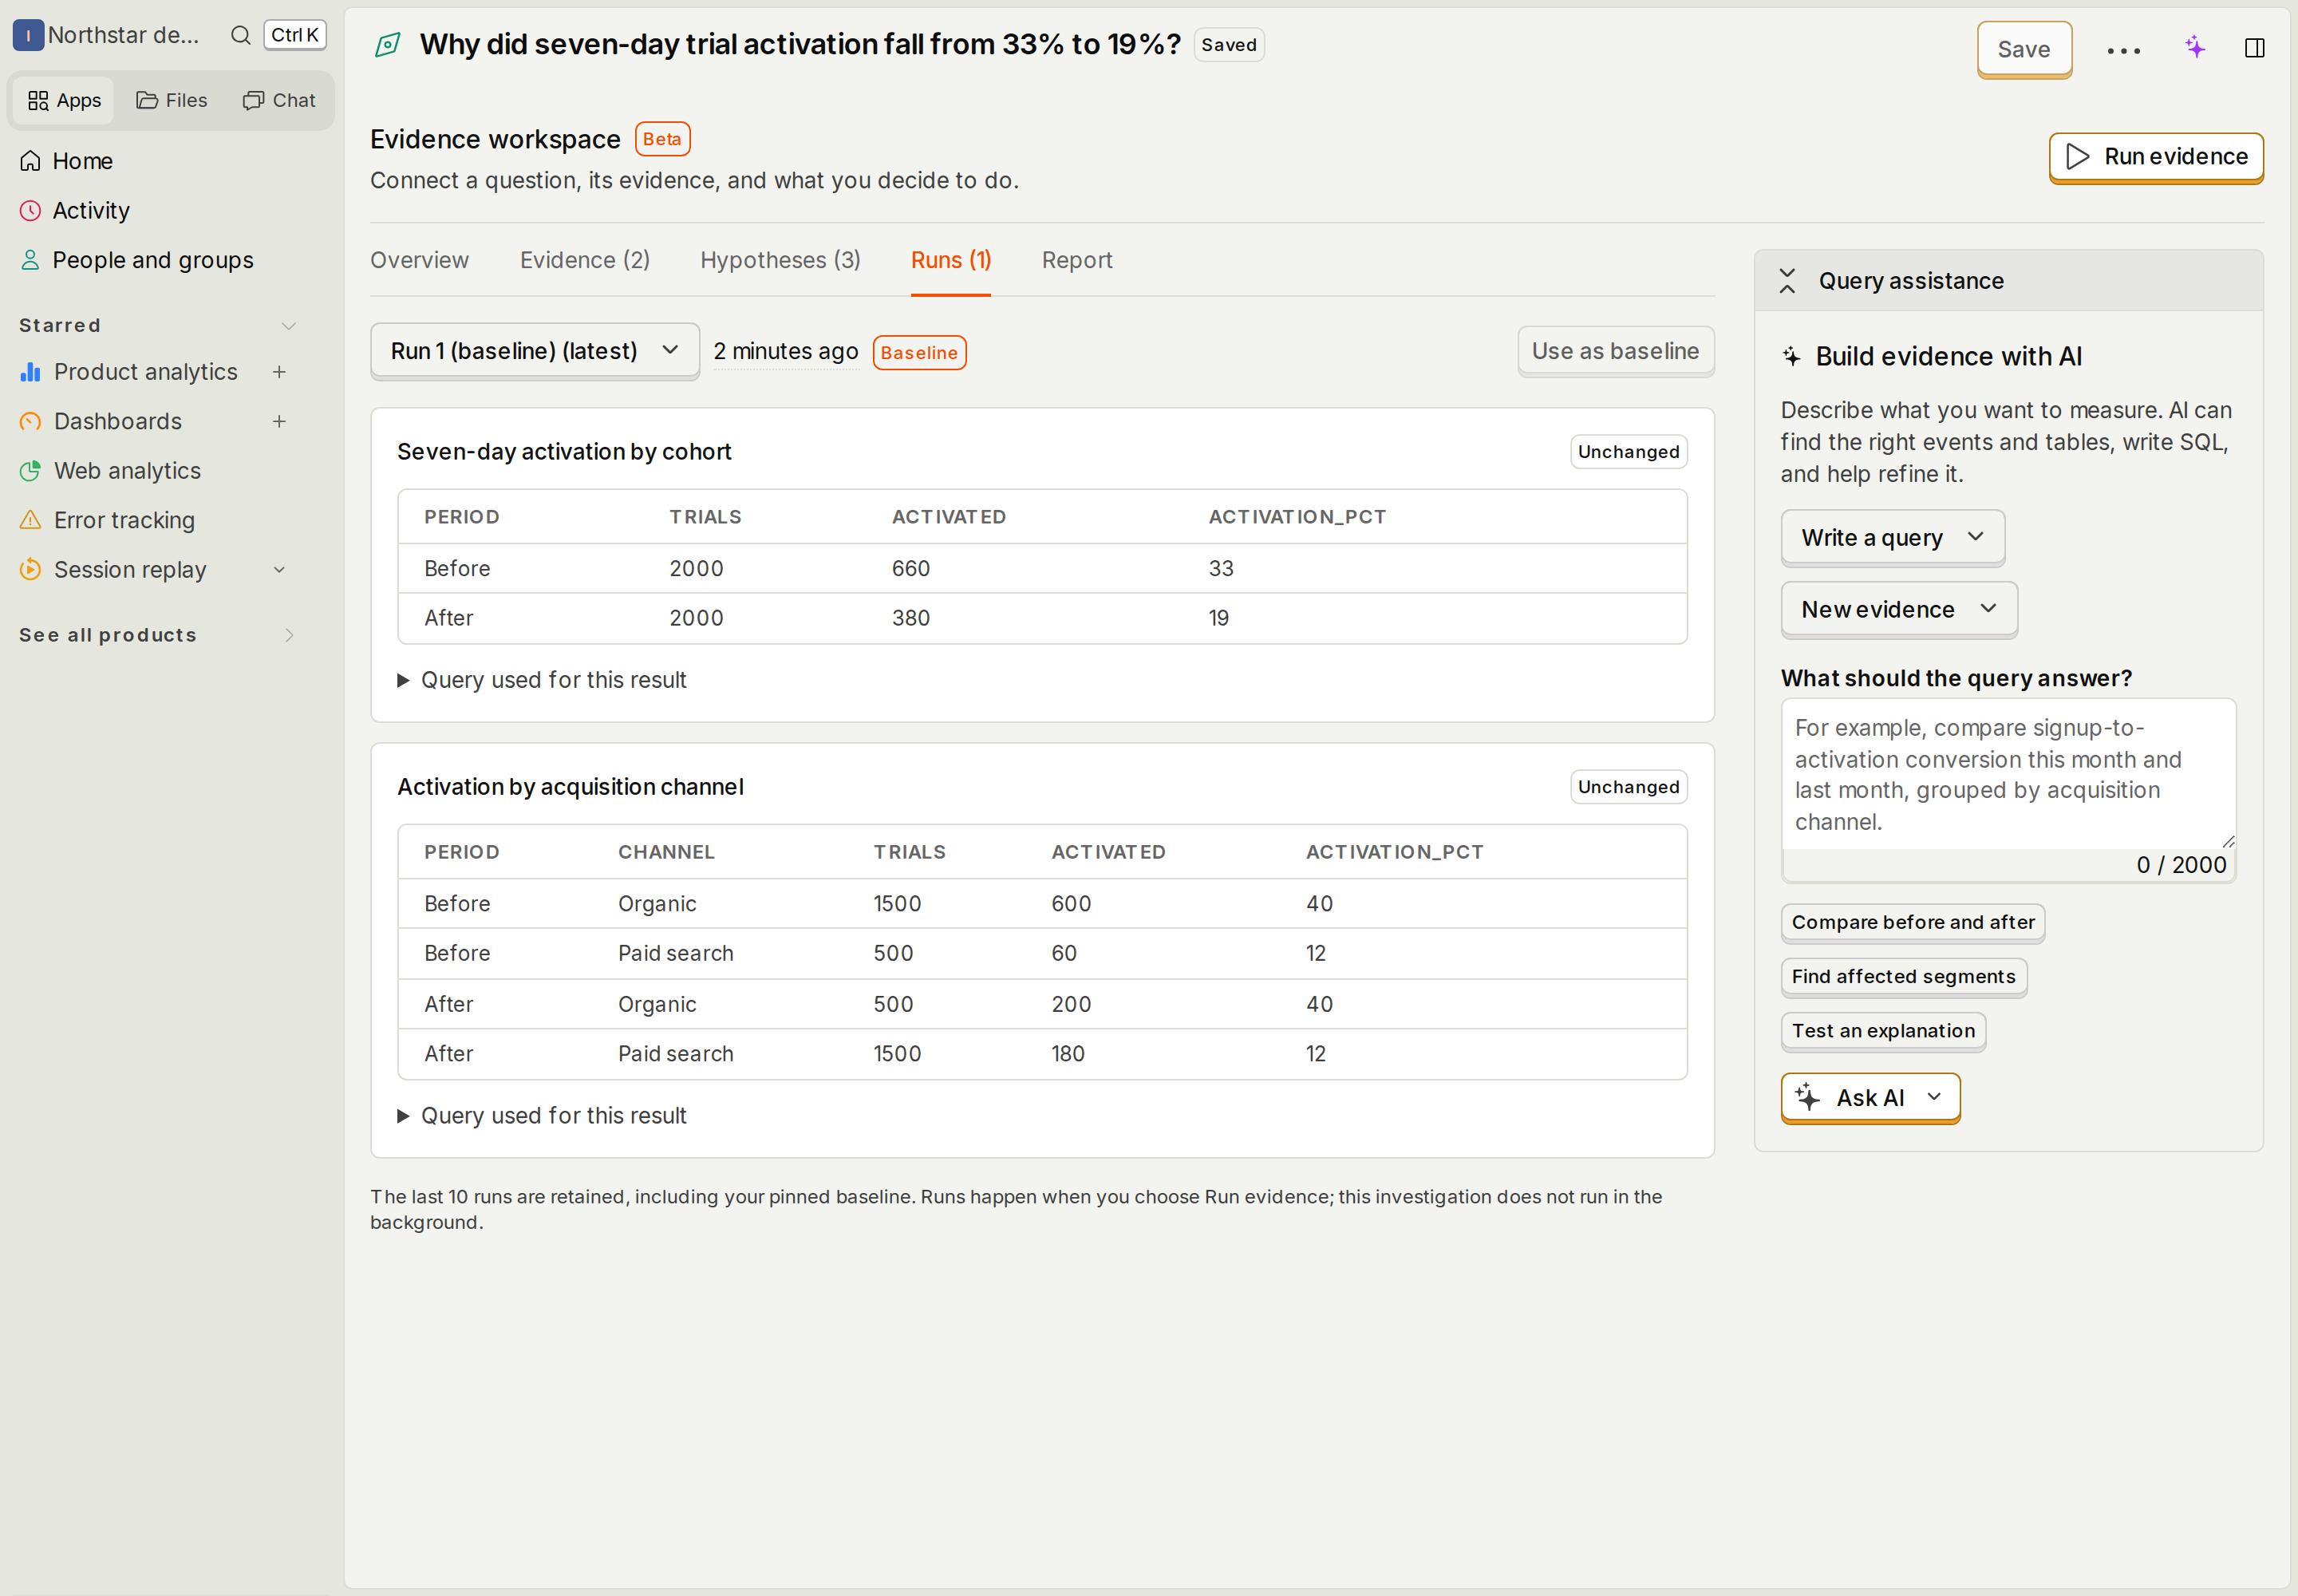 I Northstar de... Ctrl K
Apps Files Chat
Home
Activity
People and groups
Starred
Product analytics
Dashboards
Web analytics
Error tracking
Session replay
See all products
Why did seven-day trial activation fall from 33% to 19%? Saved
Save
Evidence workspace Beta
Connect a question, its evidence, and what you decide to do.
Run evidence
Overview Evidence (2) Hypotheses (3) Runs (1) Report
Run 1 (baseline) (latest) 2 minutes ago Baseline Use as baseline
Seven-day activation by cohort Unchanged
PERIOD TRIALS ACTIVATED ACTIVATION_PCT
Before 2000 660 33
After 2000 380 19
Query used for this result
Activation by acquisition channel Unchanged
PERIOD CHANNEL TRIALS ACTIVATED ACTIVATION_PCT
Before Organic 1500 600 40
Before Paid search 500 60 12
After Organic 500 200 40
After Paid search 1500 180 12
Query used for this result
The last 10 runs are retained, including your pinned baseline. Runs happen when you choose Run evidence; this investigation does not run in the
background.
Query assistance
Build evidence with AI
Describe what you want to measure. AI can
find the right events and tables, write SQL,
and help refine it.
Write a query
New evidence
What should the query answer?
For example, compare signup-to-
activation conversion this month and
last month, grouped by acquisition
channel.
0 / 2000
Compare before and after
Find affected segments
Test an explanation
Ask AI